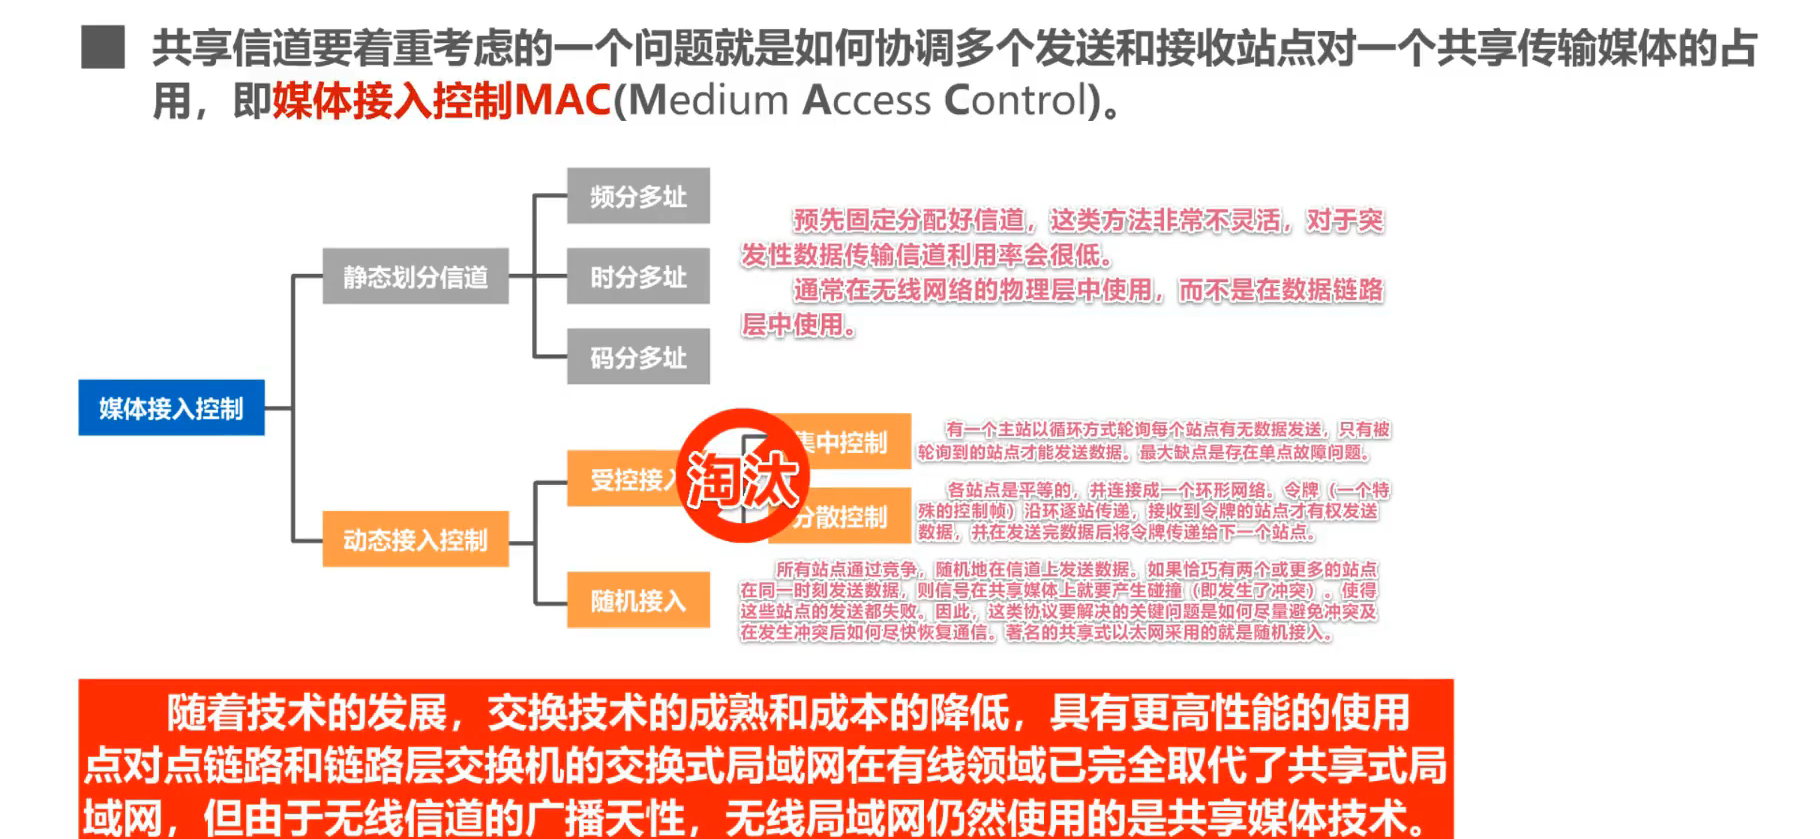 共享信道要着重考虑的一个问题就是如何协调多个发送和接收站点对一个共享传输媒体的占
用，即媒体接入控制MAC(Medium Access Control)。
频分多址
预先固定分配好信道，这类方法非常不灵活，对于突
发性数据传输信道利用率会很低。
静态划分信道
时分多址
通常在无线网络的物理层中使用，而不是在数据链路
层中使用。
码分多址
媒体接入控制
集中控制
有一个主站以循环方式轮询每个站点有无数据发送，只有被
轮询到的站点才能发送数据。最大缺点是存在单点故障问题。
受控接入
淘汰
分散控制
各站点是平等的，并连接成一个环形网络。令牌（一个特
殊的控制帧）沿环逐站传递，接收到令牌的站点才有权发送
数据，并在发送完数据后将令牌传递给下一个站点。
动态接入控制
随机接入
所有站点通过竞争，随机地在信道上发送数据。如果恰巧有两个或更多的站点
在同一时刻发送数据，则信号在共享媒体上就要产生碰撞（即发生了冲突）。使得
这些站点的发送都失败。因此，这类协议要解决的关键问题是如何尽量避免冲突及
在发生冲突后如何尽快恢复通信。著名的共享式以太网采用的就是随机接入。
随着技术的发展，交换技术的成熟和成本的降低，具有更高性能的使用
点对点链路和链路层交换机的交换式局域网在有线领域已完全取代了共享式局
域网，但由于无线信道的广播天性，无线局域网仍然使用的是共享媒体技术。